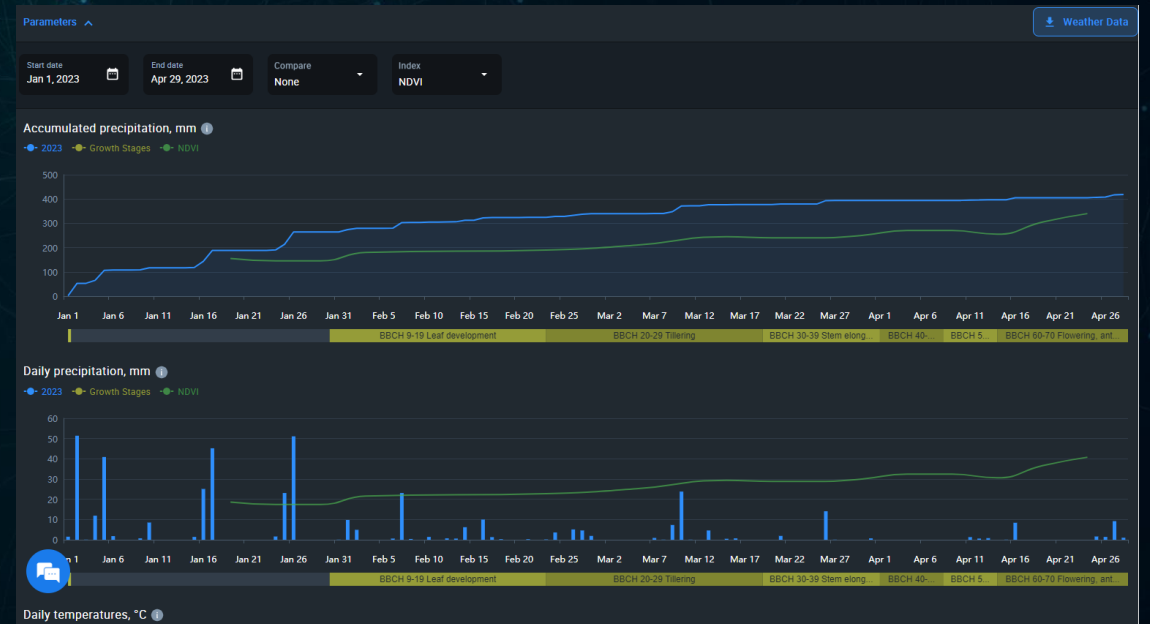 Parameters
Weather Data
Start date
Jan 1, 2023
End date
Apr 29, 2023
Compare
None
Index
NDVI
Accumulated precipitation, mm
2023 Growth Stages NDVI
500
400
300
200
100
0
Jan 1 Jan 6 Jan 11 Jan 16 Jan 21 Jan 26 Jan 31 Feb 5 Feb 10 Feb 15 Feb 20 Feb 25 Mar 2 Mar 7 Mar 12 Mar 17 Mar 22 Mar 27 Apr 1 Apr 6 Apr 11 Apr 16 Apr 21 Apr 26
BBCH 9-19 Leaf development BBCH 20-29 Tillering BBCH 30-39 Stem elong... BBCH 40-... BBCH 5... BBCH 60-70 Flowering, ant...
Daily precipitation, mm
2023 Growth Stages NDVI
60
50
40
30
20
10
0
1 Jan 6 Jan 11 Jan 16 Jan 21 Jan 26 Jan 31 Feb 5 Feb 10 Feb 15 Feb 20 Feb 25 Mar 2 Mar 7 Mar 12 Mar 17 Mar 22 Mar 27 Apr 1 Apr 6 Apr 11 Apr 16 Apr 21 Apr 26
BBCH 9-19 Leaf development BBCH 20-29 Tillering BBCH 30-39 Stem elong... BBCH 40-... BBCH 5... BBCH 60-70 Flowering, ant...
Daily temperatures, °C